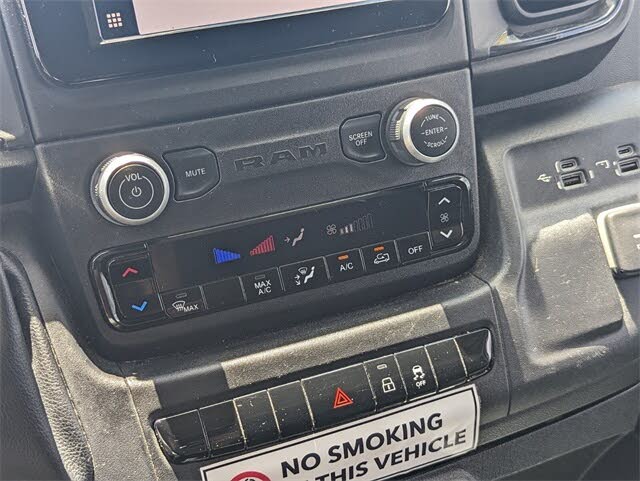 VOL
MUTE
RAM
SCREEN
OFF
TUNE
ENTER
SCROLL
MAX
MAX
A/C
A/C
OFF
OFF
NO SMOKING
THIS VEHICLE